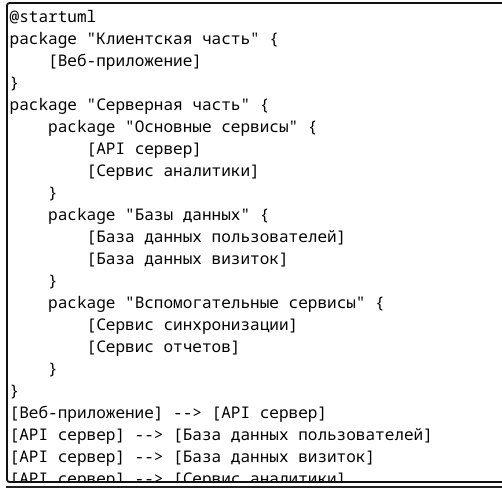 @startuml
package "Клиентская часть" {
    [Веб-приложение]
}
package "Серверная часть" {
    package "Основные сервисы" {
        [API сервер]
        [Сервис аналитики]
    }
    package "Базы данных" {
        [База данных пользователей]
        [База данных визиток]
    }
    package "Вспомогательные сервисы" {
        [Сервис синхронизации]
        [Сервис отчетов]
    }
}
[Веб-приложение] --> [API сервер]
[API сервер] --> [База данных пользователей]
[API сервер] --> [База данных визиток]
[API сервер] --> [Сервис аналитики]